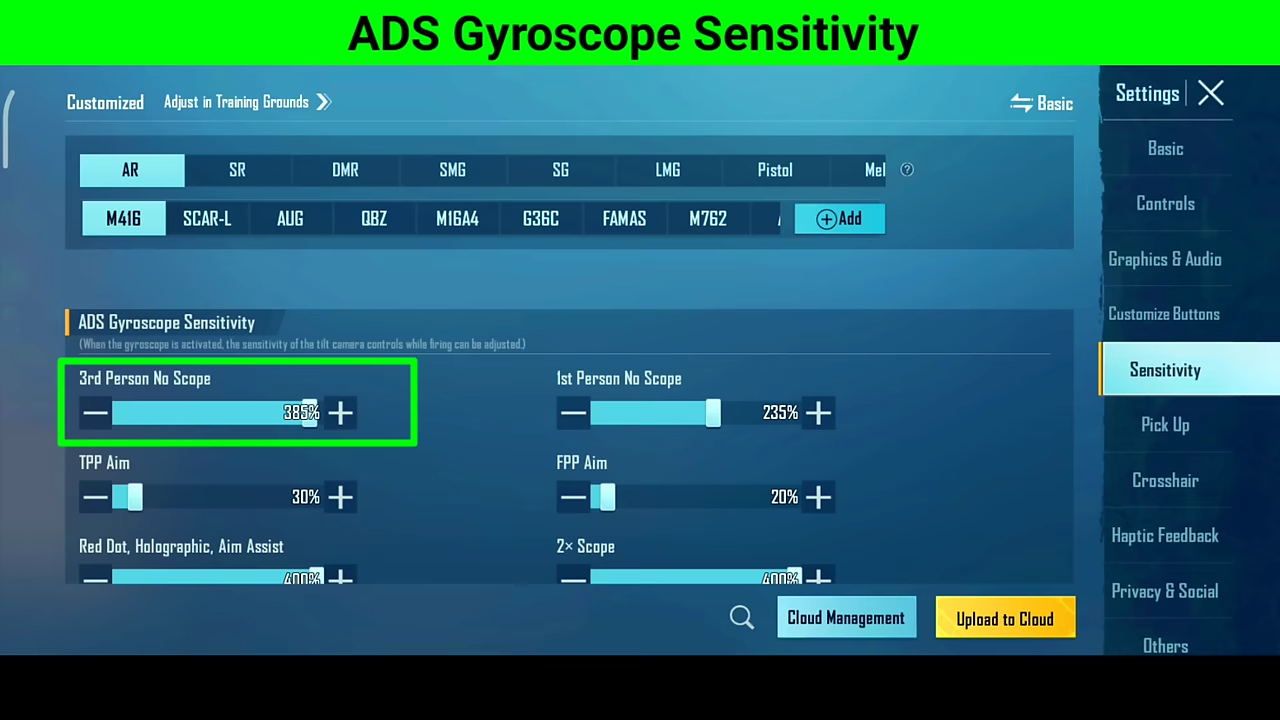 ADS Gyroscope Sensitivity
Customized Adjust in Training Grounds Basic
Settings
AR SR DMR SMG SG LMG Pistol Mel ?
M416 SCAR-L AUG QBZ M16A4 G36C FAMAS M762 Add
ADS Gyroscope Sensitivity
(When the gyroscope is activated, the sensitivity of the tilt camera controls while firing can be adjusted.)
3rd Person No Scope
385%
1st Person No Scope
235%
TPP Aim
30%
FPP Aim
20%
Red Dot, Holographic, Aim Assist
400%
2× Scope
400%
Cloud Management
Upload to Cloud
Basic
Controls
Graphics & Audio
Customize Buttons
Sensitivity
Pick Up
Crosshair
Haptic Feedback
Privacy & Social
Others